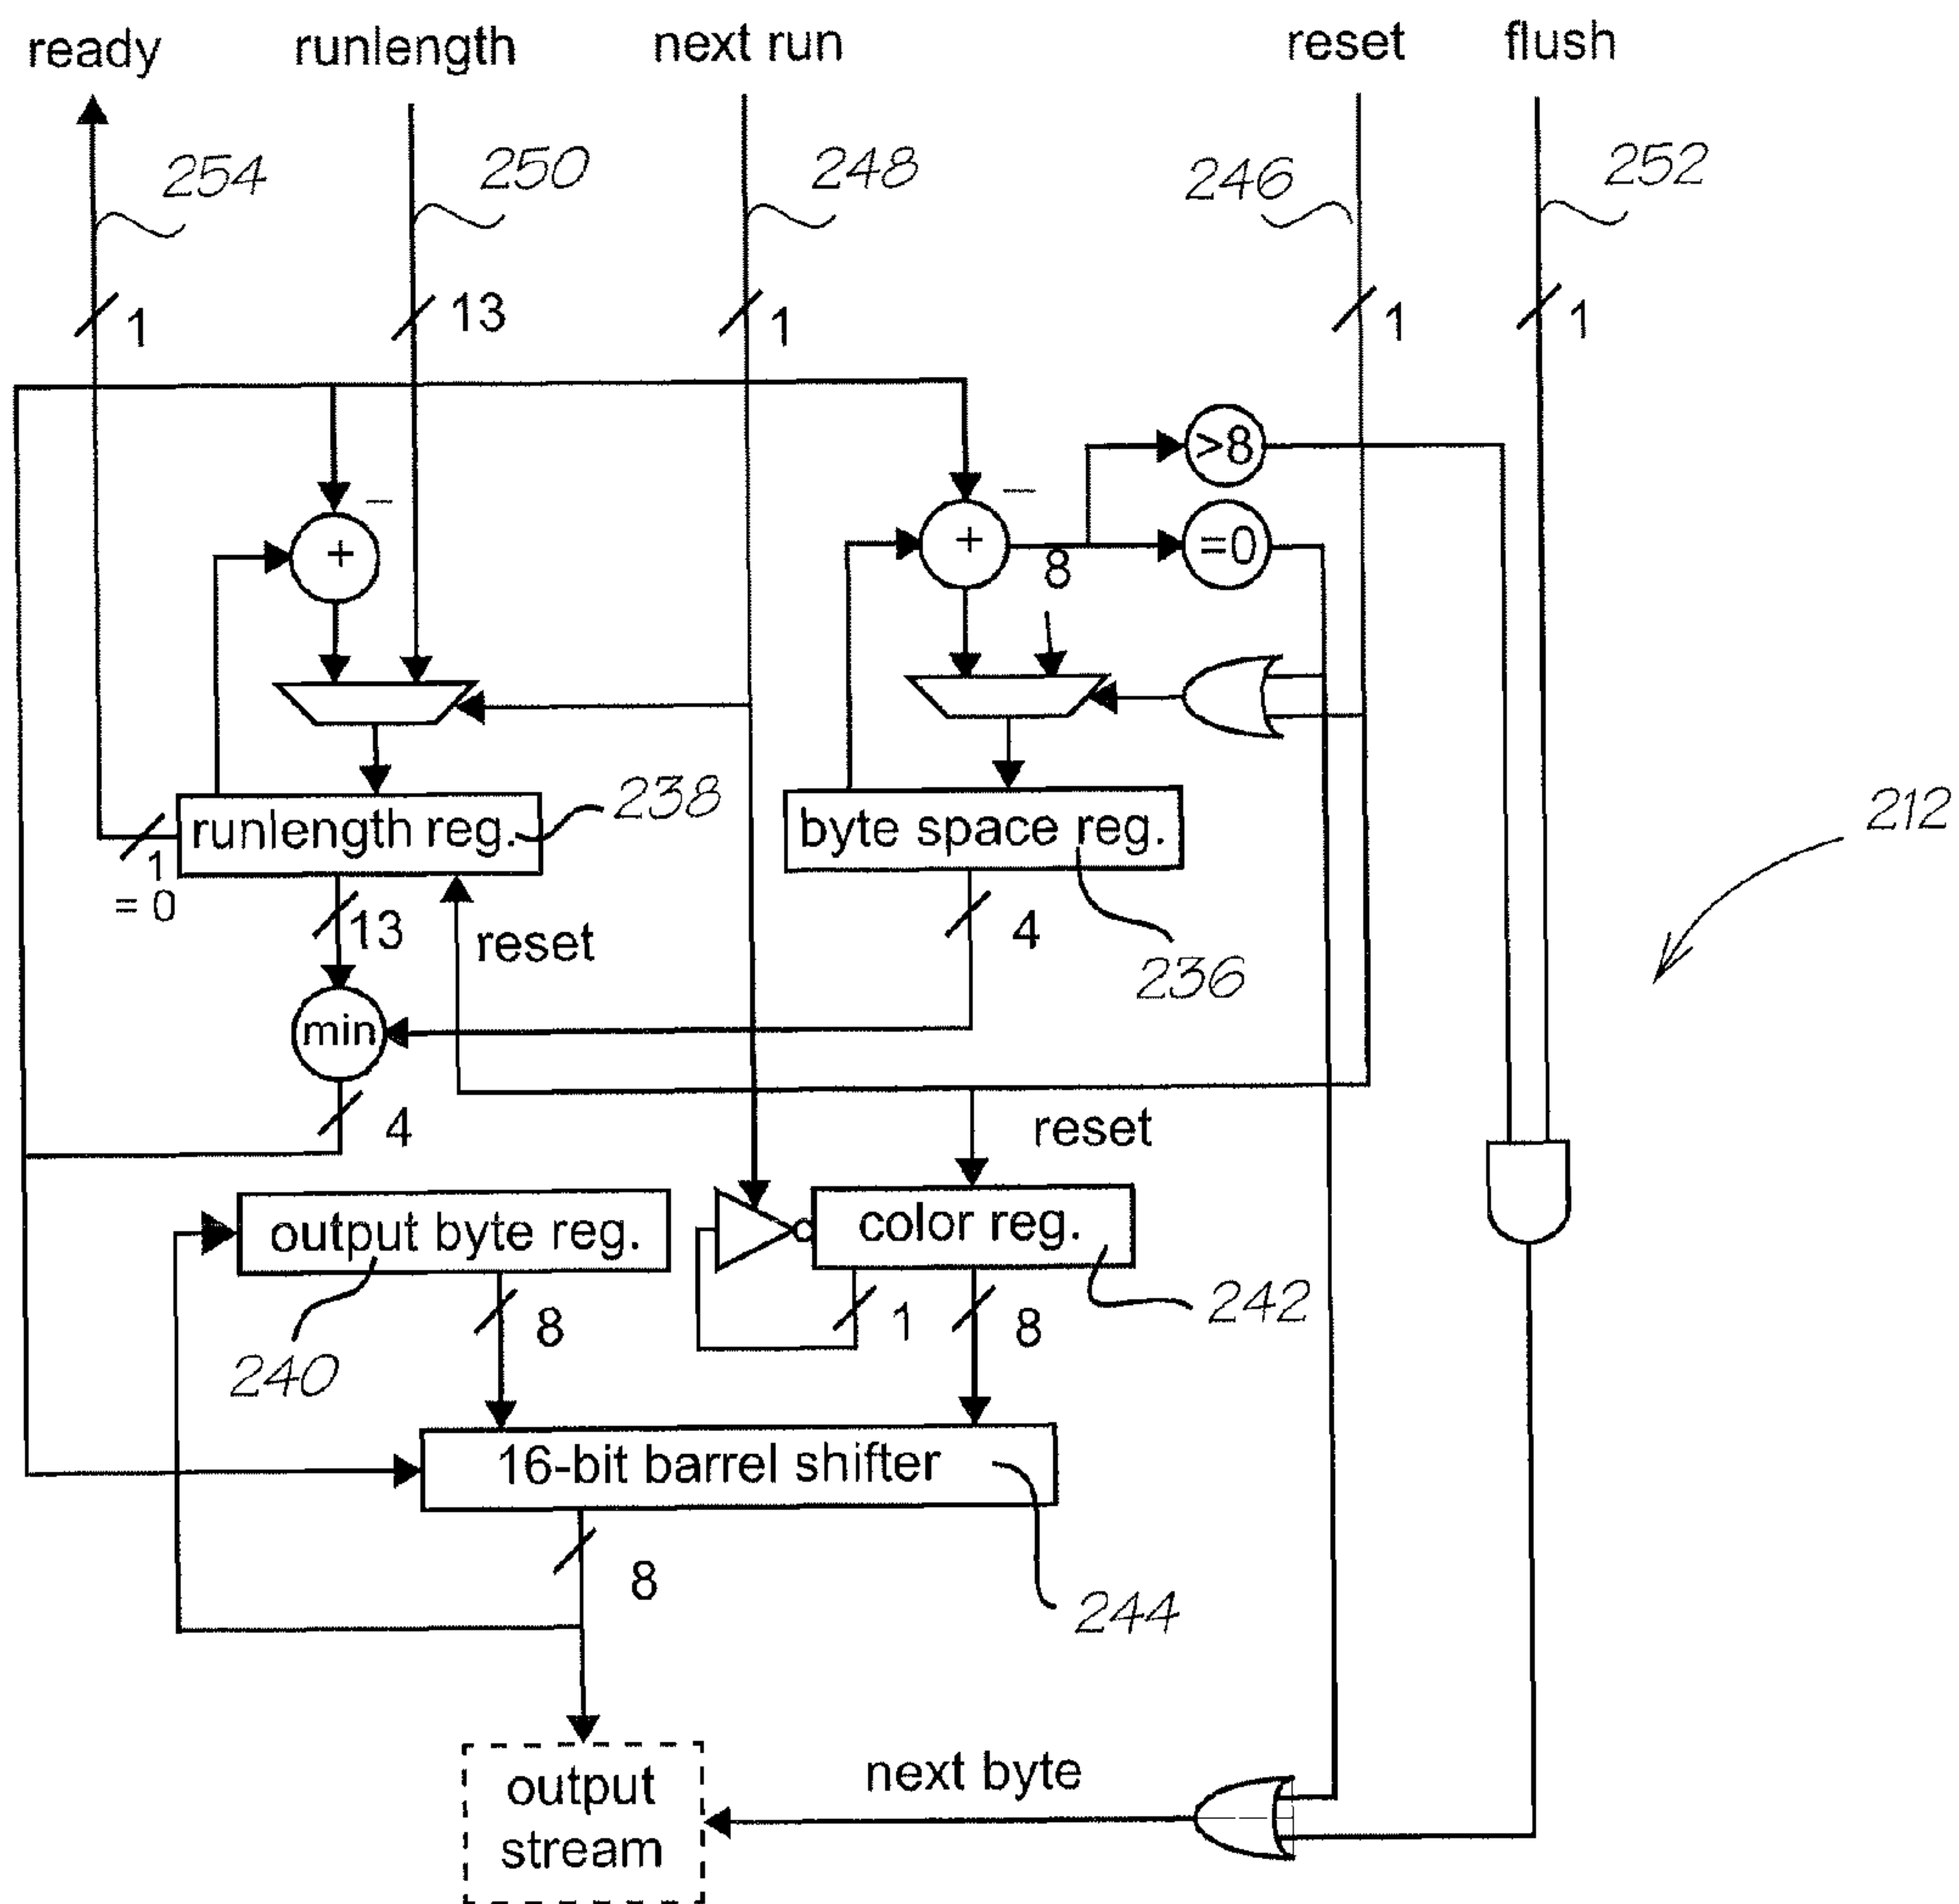 ready
runlength
next run
reset
flush
254
250
248
246
252
1
13
1
1
1
>8
–
–
+
+
=0
8
238
runlength reg.
byte space reg.
212
1
= 0
13
reset
4
236
min
4
reset
output byte reg.
color reg.
8
1
8
242
240
16-bit barrel shifter
8
244
next byte
output
stream